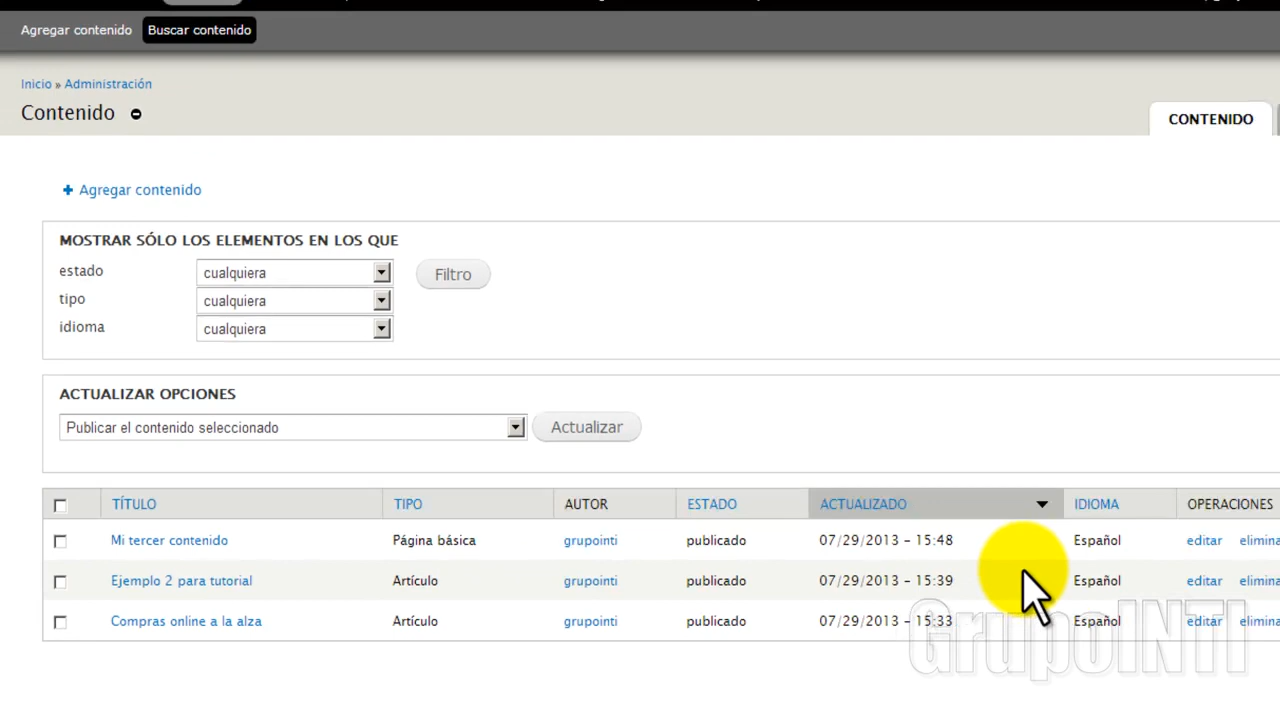 Agregar contenido Buscar contenido
Inicio » Administración
Contenido
CONTENIDO
Agregar contenido
MOSTRAR SÓLO LOS ELEMENTOS EN LOS QUE
estado cualquiera Filtro
tipo cualquiera
idioma cualquiera
ACTUALIZAR OPCIONES
Publicar el contenido seleccionado Actualizar
TÍTULO TIPO AUTOR ESTADO ACTUALIZADO IDIOMA OPERACIONES
Mi tercer contenido Página básica grupointi publicado 07/29/2013 - 15:48 Español editar elimina
Ejemplo 2 para tutorial Artículo grupointi publicado 07/29/2013 - 15:39 Español editar elimina
Compras online a la alza Artículo grupointi publicado 07/29/2013 - 15:33 Español editar elimina
GrupoINTI